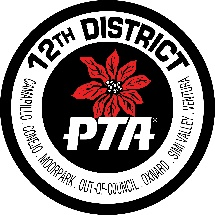 12TH DISTRICT
PTA®
CAMARILLO . CONEJO . MOORPARK . OUT-OF-COUNCIL . OXNARD . SIMI VALLEY . VENTURA